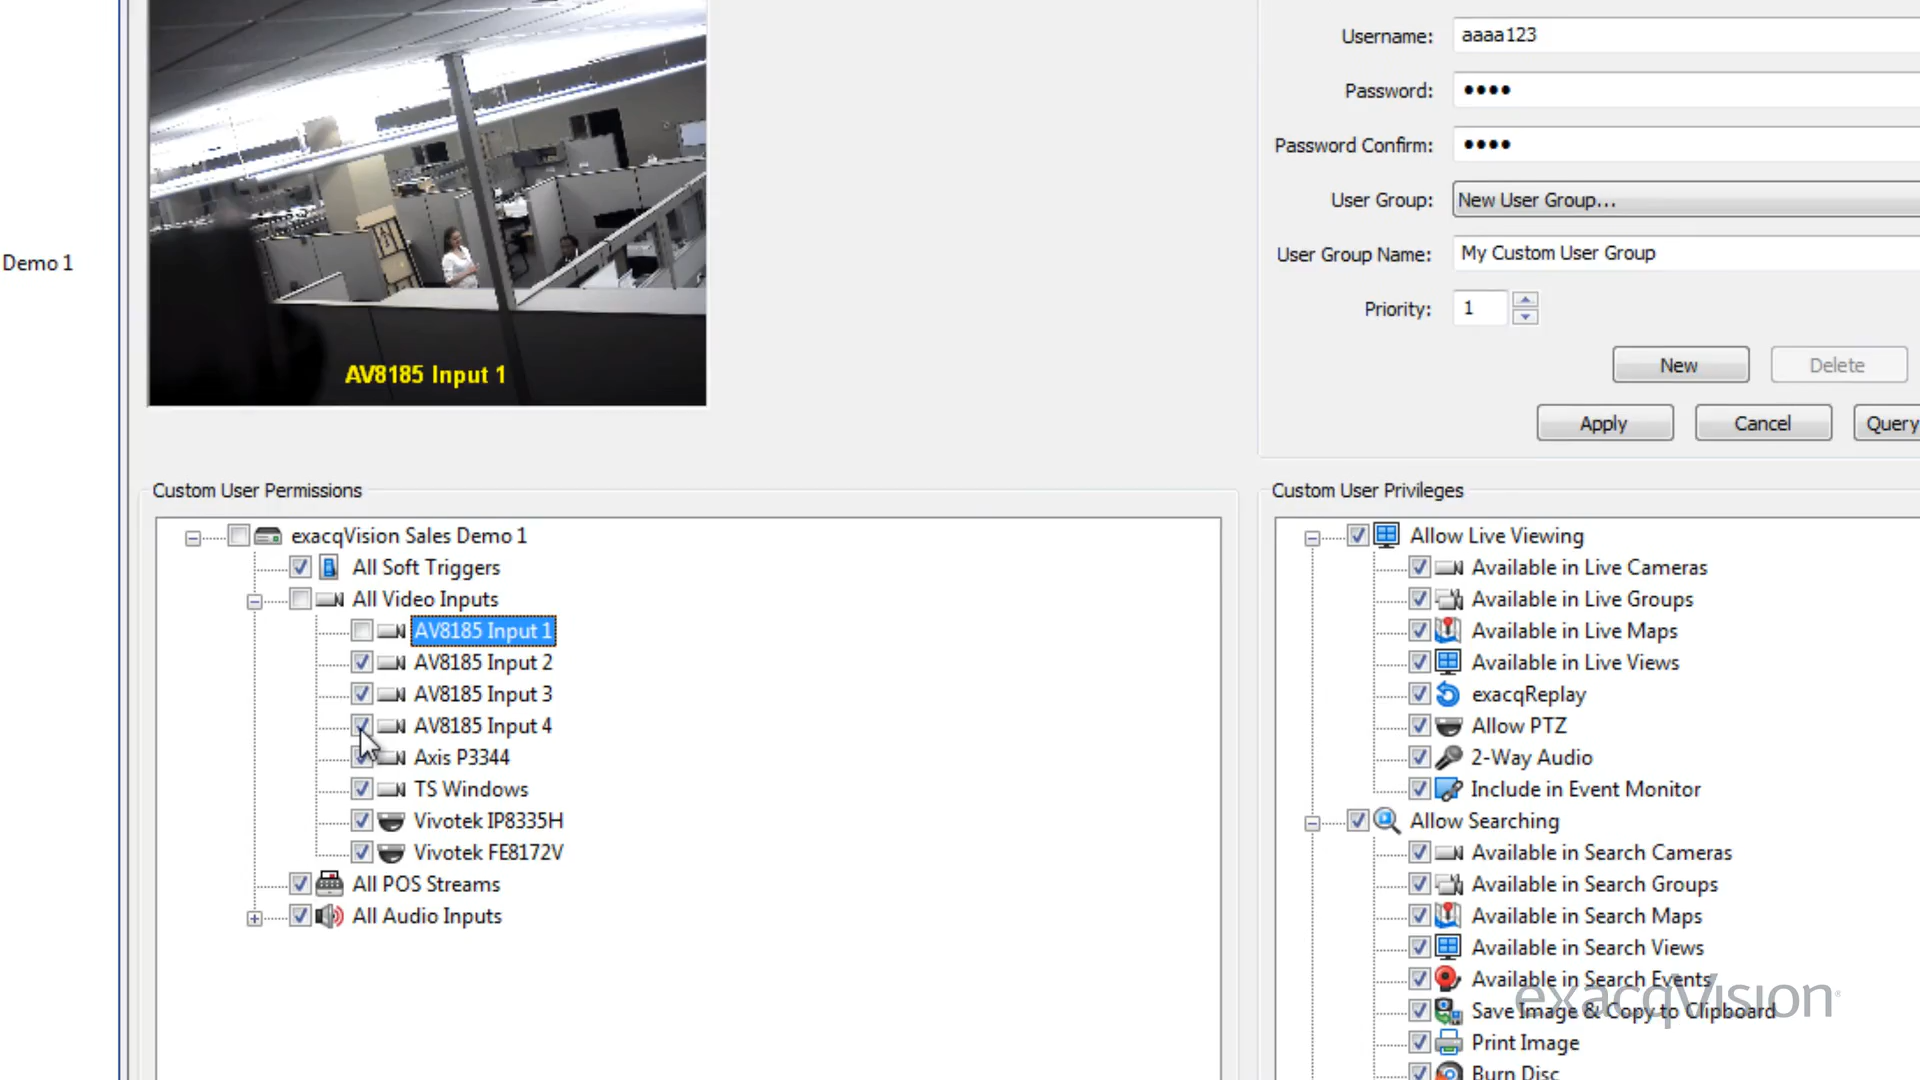 Demo 1
AV8185 Input 1
Username: aaaa123
Password: ••••
Password Confirm: ••••
User Group: New User Group...
User Group Name: My Custom User Group
Priority: 1
New Delete
Apply Cancel Query
Custom User Permissions
exacqVision Sales Demo 1
All Soft Triggers
All Video Inputs
AV8185 Input 1
AV8185 Input 2
AV8185 Input 3
AV8185 Input 4
Axis P3344
TS Windows
Vivotek IP8335H
Vivotek FE8172V
All POS Streams
All Audio Inputs
Custom User Privileges
Allow Live Viewing
Available in Live Cameras
Available in Live Groups
Available in Live Maps
Available in Live Views
exacqReplay
Allow PTZ
2-Way Audio
Include in Event Monitor
Allow Searching
Available in Search Cameras
Available in Search Groups
Available in Search Maps
Available in Search Views
Available in Search Events
exacqVision
Save Image & Copy to Clipboard
Print Image
Burn Disc